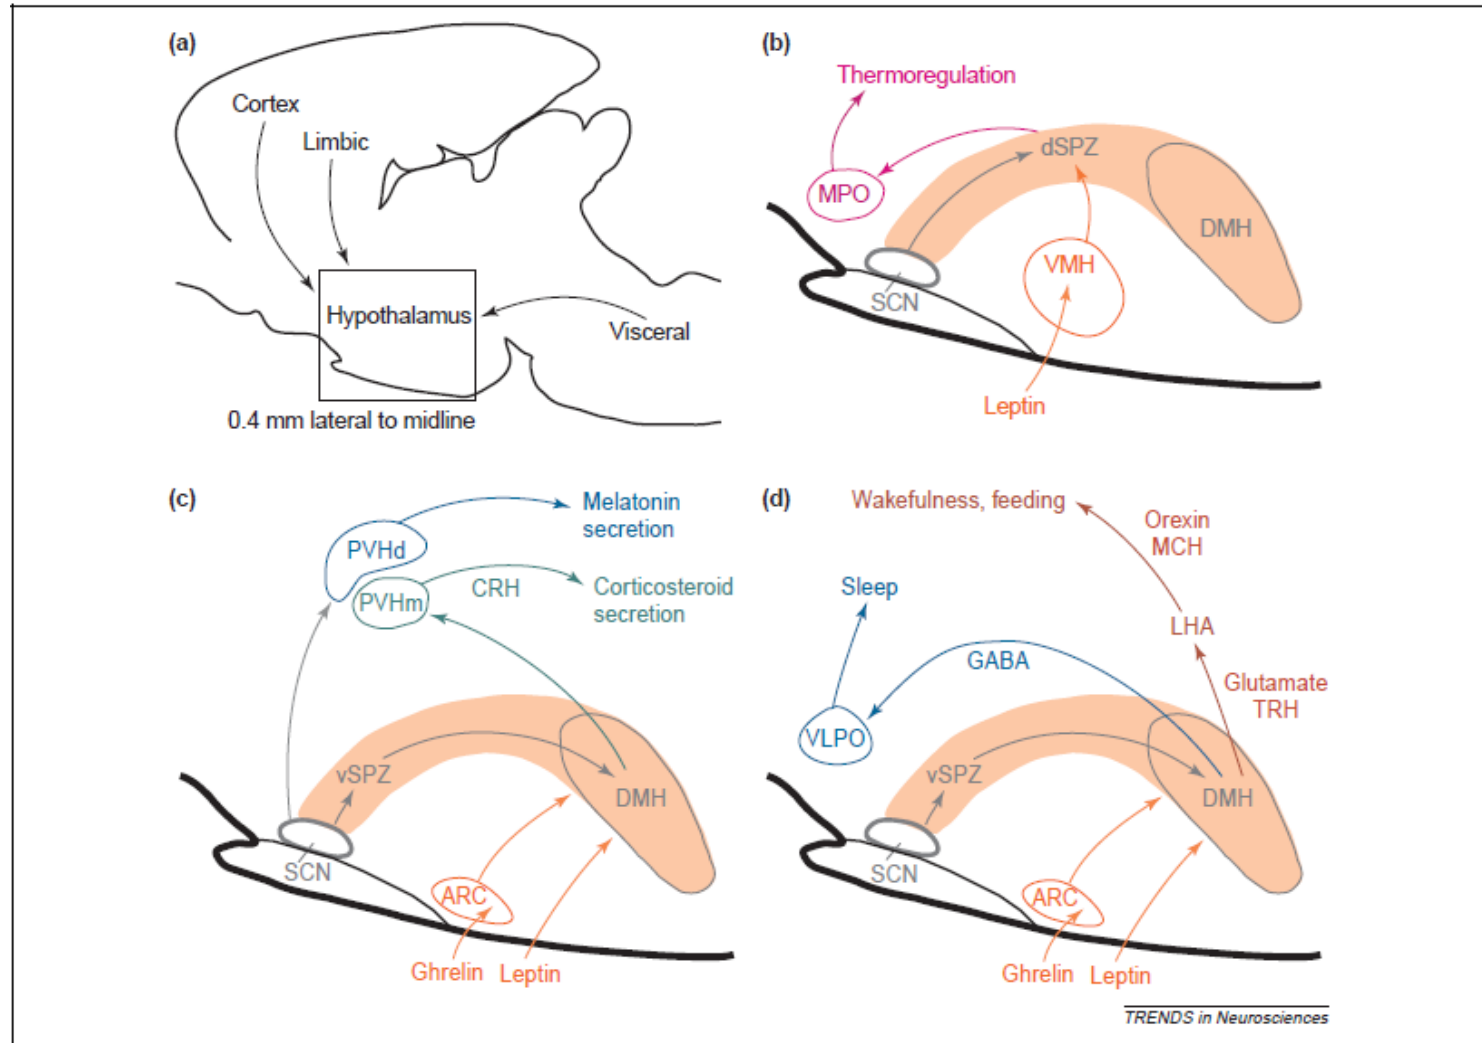 (a)
Cortex
Limbic
Hypothalamus
Visceral
0.4 mm lateral to midline
(b)
Thermoregulation
dSPZ
MPO
DMH
VMH
SCN
Leptin
(c)
Melatonin
secretion
PVHd
CRH
PVHm
Corticosteroid
secretion
vSPZ
DMH
SCN
ARC
Ghrelin Leptin
(d)
Wakefulness, feeding
Orexin
MCH
Sleep
LHA
GABA
Glutamate
TRH
VLPO
vSPZ
DMH
SCN
ARC
Ghrelin Leptin
TRENDS in Neurosciences